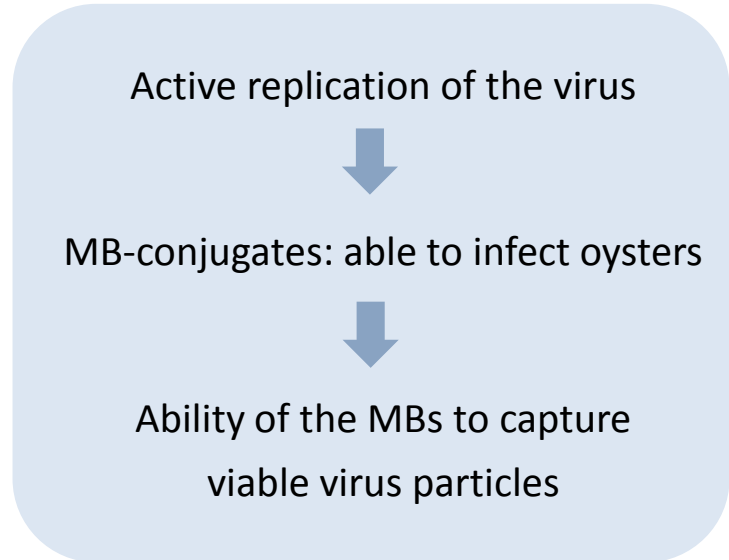 Active replication of the virus
MB-conjugates: able to infect oysters
Ability of the MBs to capture
viable virus particles